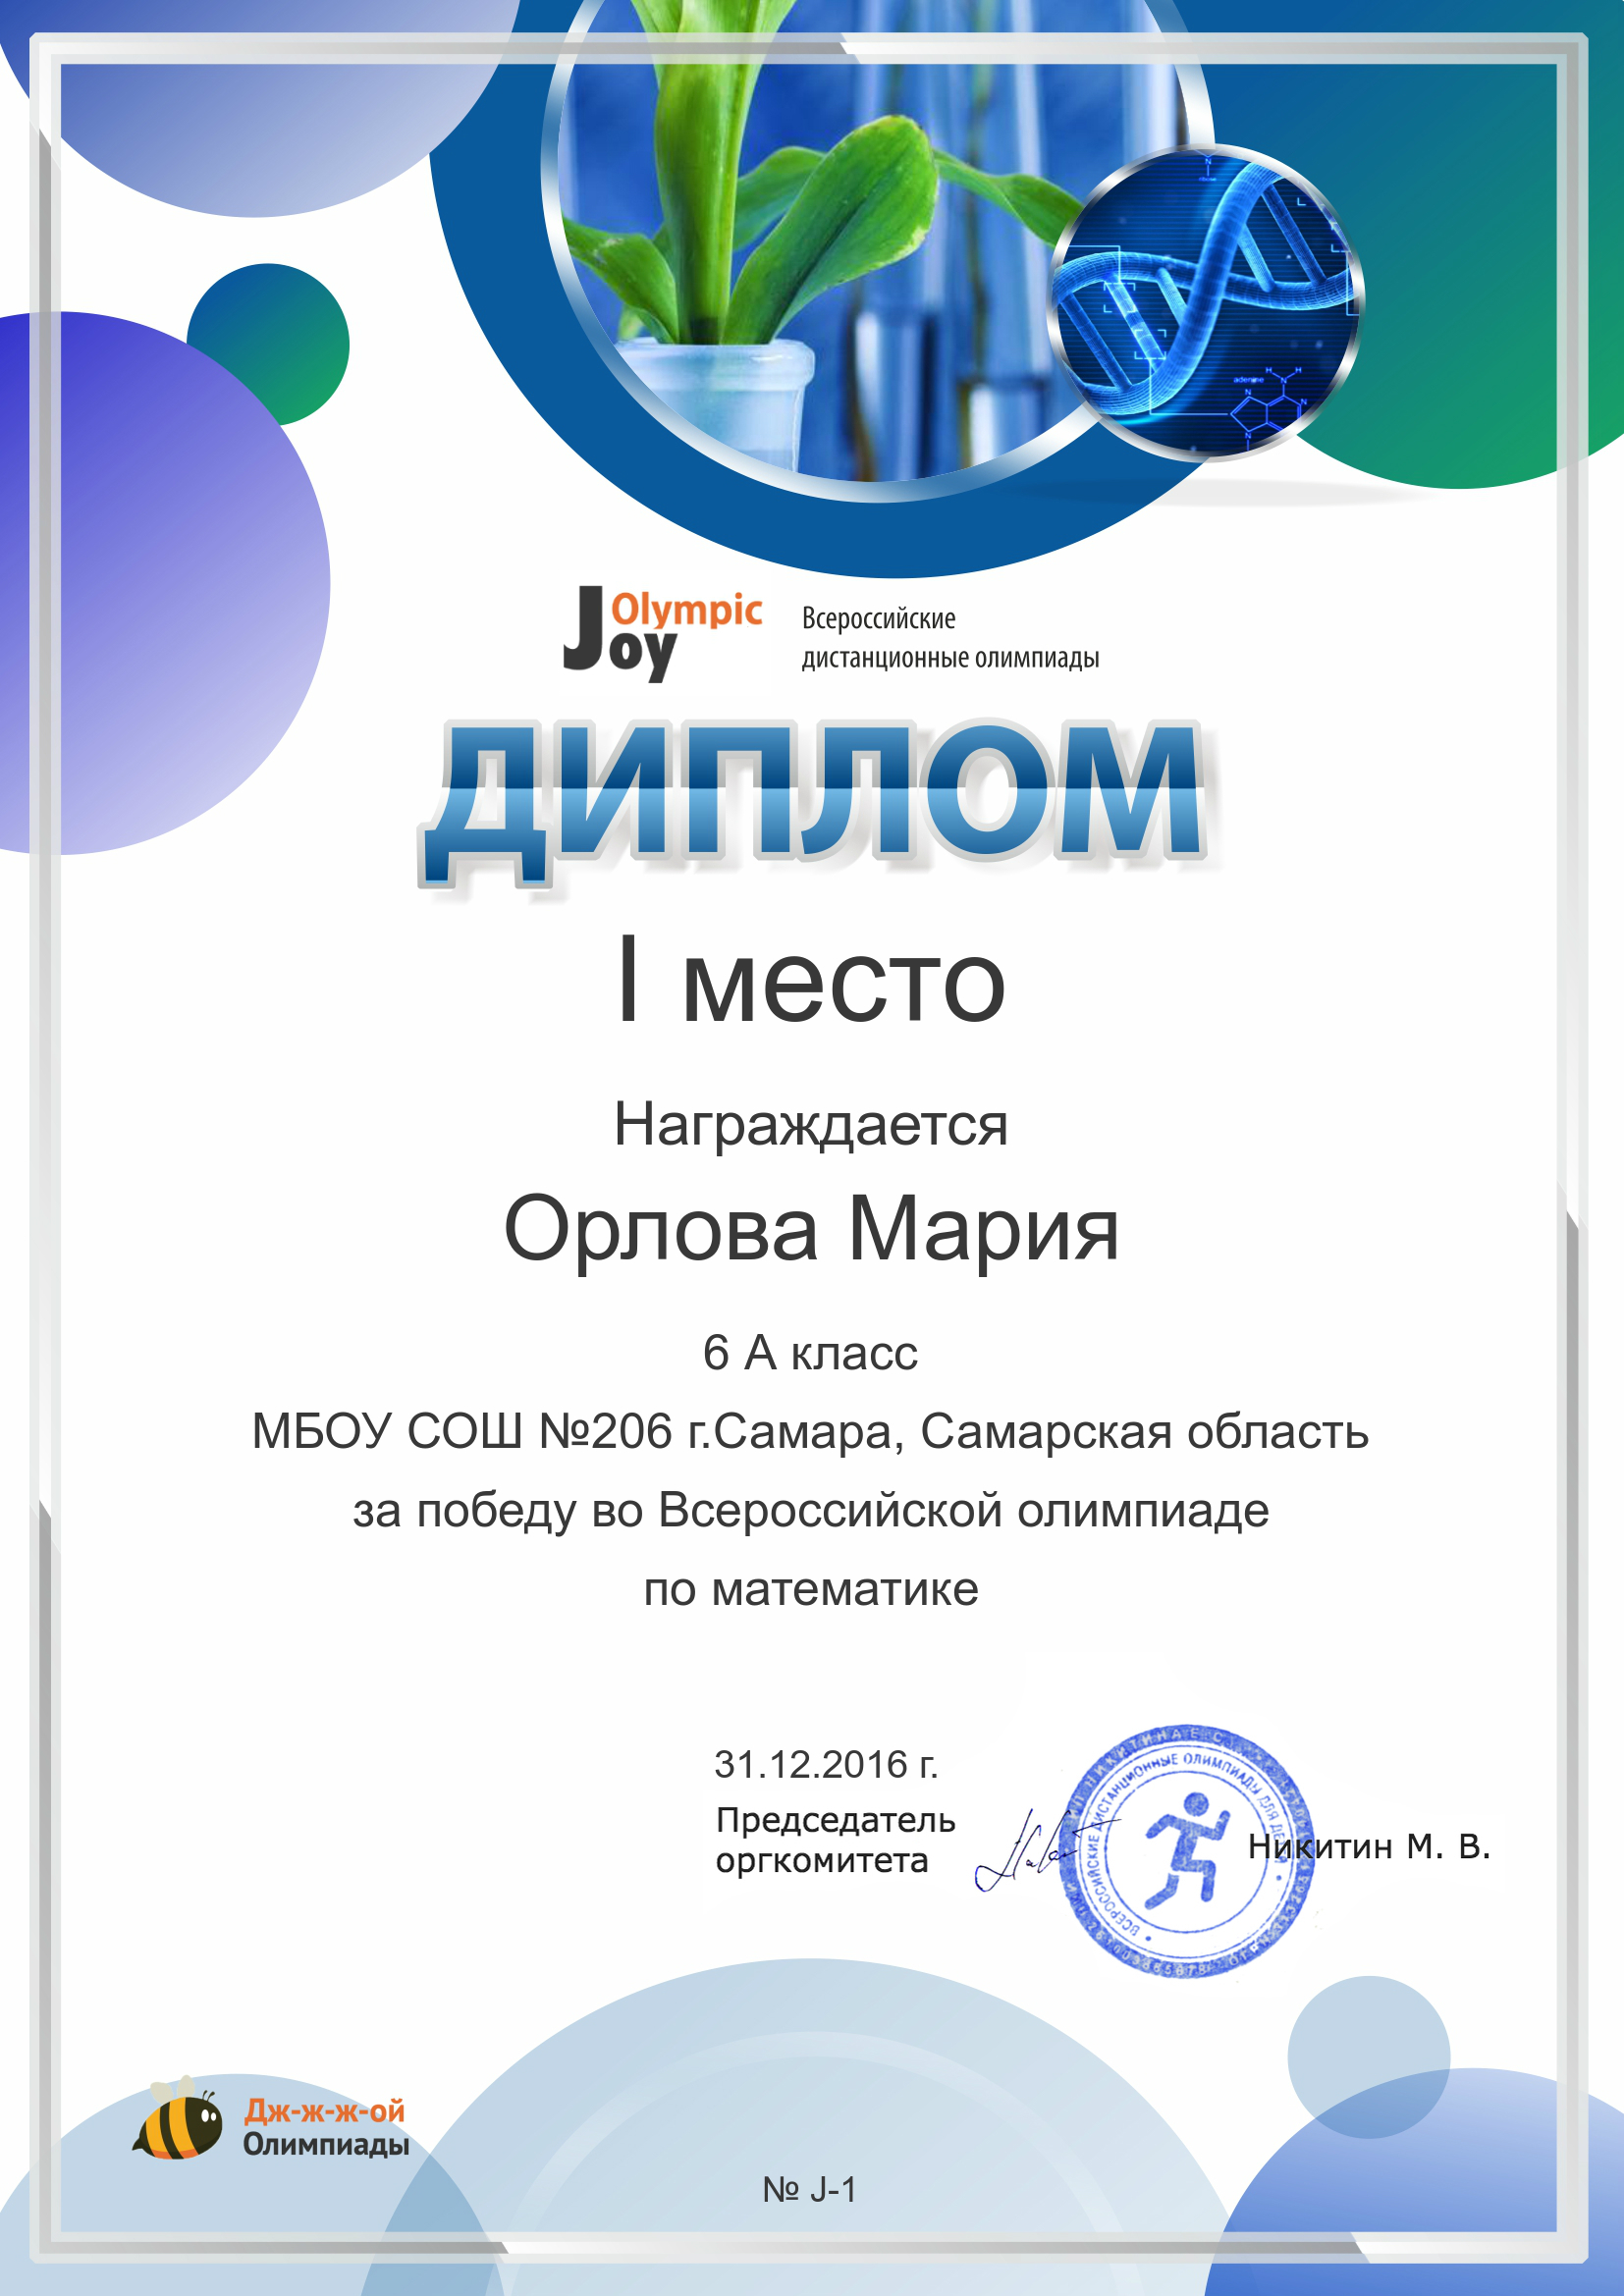 Olympic
Joy
Всероссийские
дистанционные олимпиады
ДИПЛОМ
I место
Награждается
Орлова Мария
6 А класс
МБОУ СОШ №206 г.Самара, Самарская область
за победу во Всероссийской олимпиаде
по математике
31.12.2016 г.
Председатель
оргкомитета
Никитин М. В.
ВСЕРОССИЙСКИЕ ДИСТАНЦИОННЫЕ ОЛИМПИАДЫ ДЛЯ
Дж-ж-ж-ой
Олимпиады
№ J-1
adenine